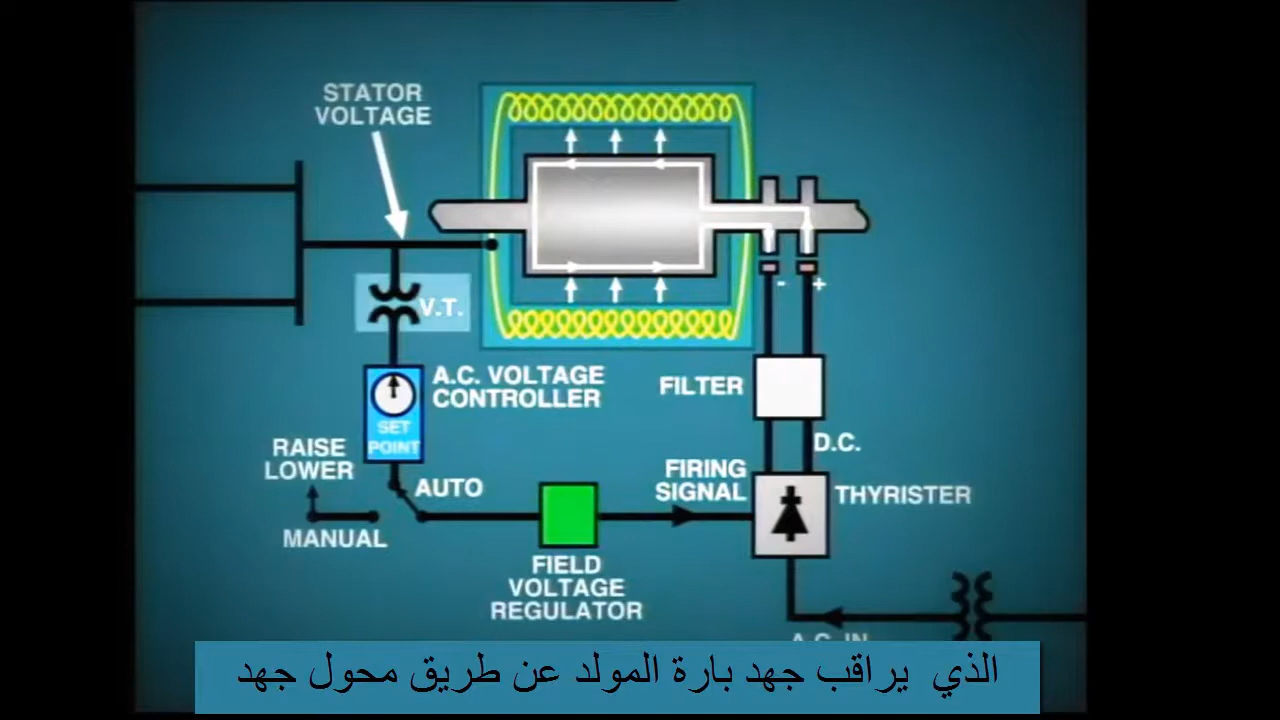 STATOR
VOLTAGE
V.T.
- +
A.C. VOLTAGE
CONTROLLER
SET
POINT
FILTER
D.C.
RAISE
LOWER
AUTO
MANUAL
FIRING
SIGNAL
THYRISTER
FIELD
VOLTAGE
REGULATOR
A.C. IN
الذي يراقب جهد بارة المولد عن طريق محول جهد